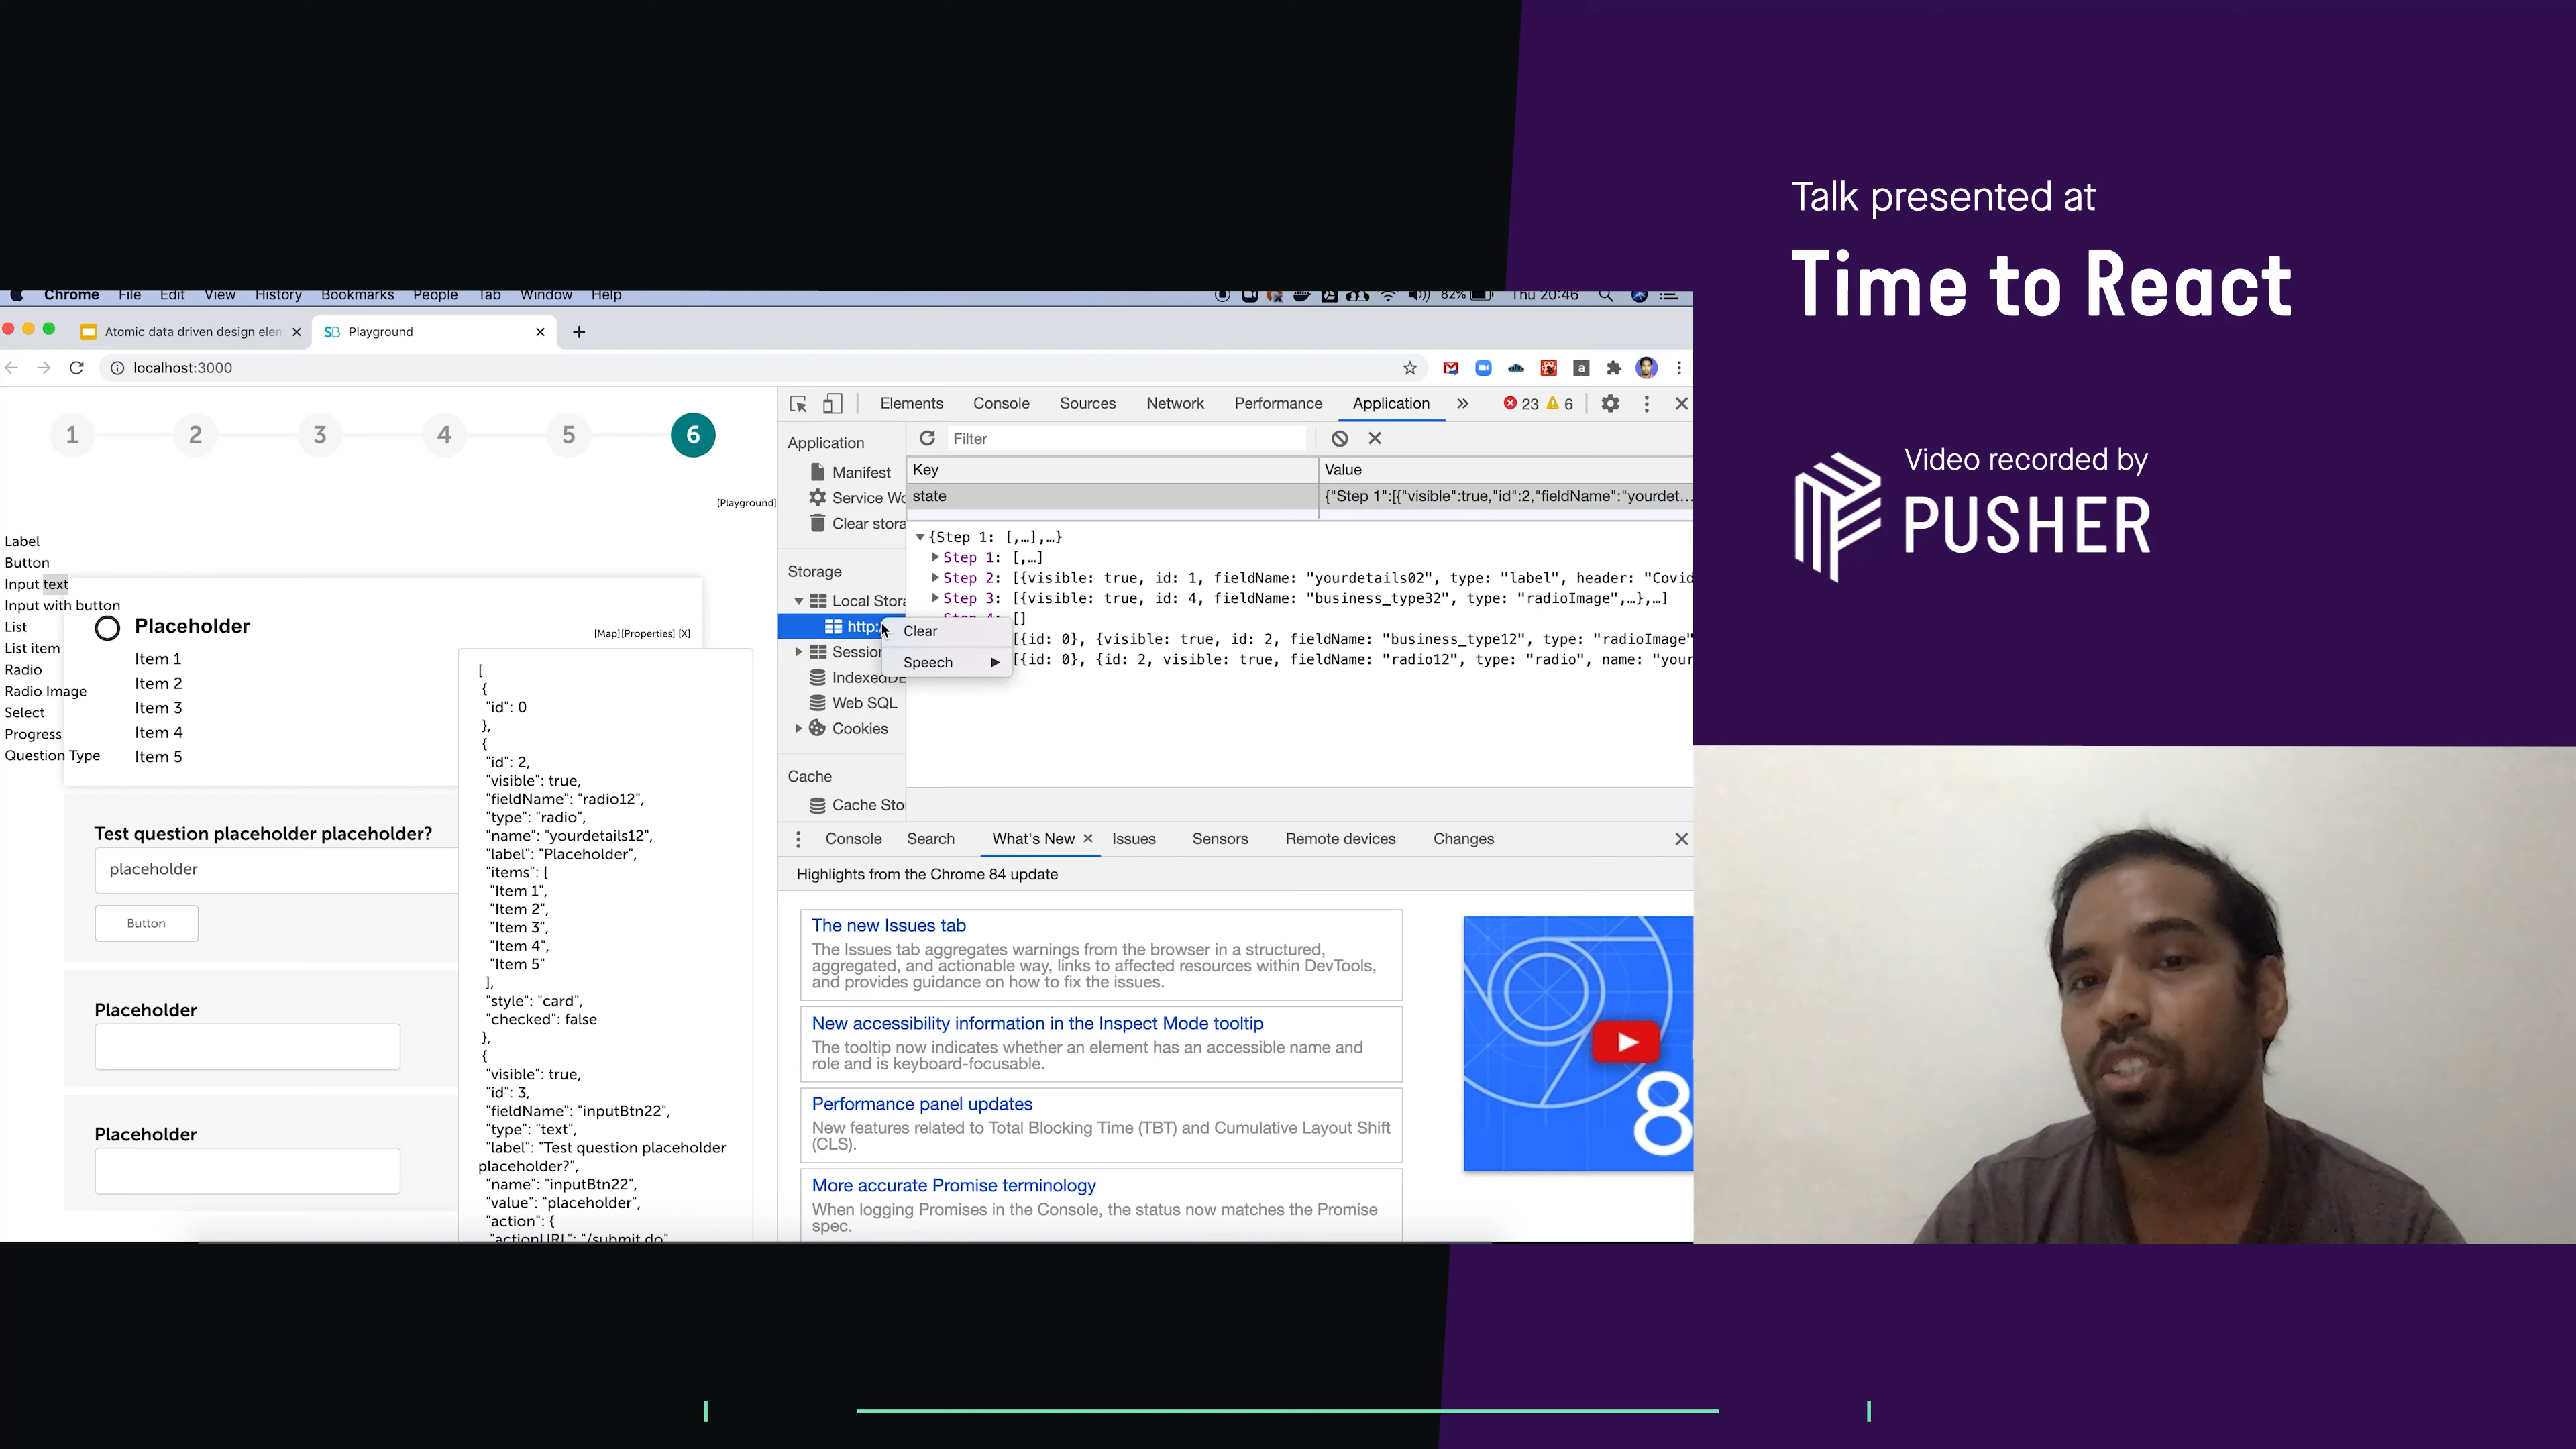 Talk presented at
Time to React
Video recorded by
PUSHER
Chrome File Edit View History Bookmarks People Tab Window Help
82% Thu 20:46
Atomic data driven design elen
SB Playground
localhost:3000
1 2 3 4 5 6
[Playground]
Label
Button
Input text
Input with button
List
List item
Radio
Radio Image
Select
Progress
Question Type
Placeholder
[Map][Properties] [X]
Item 1
Item 2
Item 3
Item 4
Item 5
Test question placeholder placeholder?
placeholder
Button
Placeholder
Placeholder
[
{
"id": 0
},
{
"id": 2,
"visible": true,
"fieldName": "radio12",
"type": "radio",
"name": "yourdetails12",
"label": "Placeholder",
"items": [
"Item 1",
"Item 2",
"Item 3",
"Item 4",
"Item 5"
],
"style": "card",
"checked": false
},
{
"visible": true,
"id": 3,
"fieldName": "inputBtn22",
"type": "text",
"label": "Test question placeholder
placeholder?",
"name": "inputBtn22",
"value": "placeholder",
"action": {
"actionURL": "/submit.do"
Elements Console Sources Network Performance Application » 23 6
Application
Manifest
Service Wo
Clear stora
Storage
Local Stora
http:/
Session
IndexedDB
Web SQL
Cookies
Cache
Cache Sto
Filter
Key Value
state {"Step 1":[{"visible":true,"id":2,"fieldName":"yourdet…
{Step 1: [,…],…}
Step 1: [,…]
Step 2: [{visible: true, id: 1, fieldName: "yourdetails02", type: "label", header: "Covid
Step 3: [{visible: true, id: 4, fieldName: "business_type32", type: "radioImage",…},…]
Step 4: []
[{id: 0}, {visible: true, id: 2, fieldName: "business_type12", type: "radioImage"
[{id: 0}, {id: 2, visible: true, fieldName: "radio12", type: "radio", name: "your
Clear
Speech
Console Search What's New Issues Sensors Remote devices Changes
Highlights from the Chrome 84 update
The new Issues tab
The Issues tab aggregates warnings from the browser in a structured,
aggregated, and actionable way, links to affected resources within DevTools,
and provides guidance on how to fix the issues.
New accessibility information in the Inspect Mode tooltip
The tooltip now indicates whether an element has an accessible name and
role and is keyboard-focusable.
Performance panel updates
New features related to Total Blocking Time (TBT) and Cumulative Layout Shift
(CLS).
More accurate Promise terminology
When logging Promises in the Console, the status now matches the Promise
spec.
8